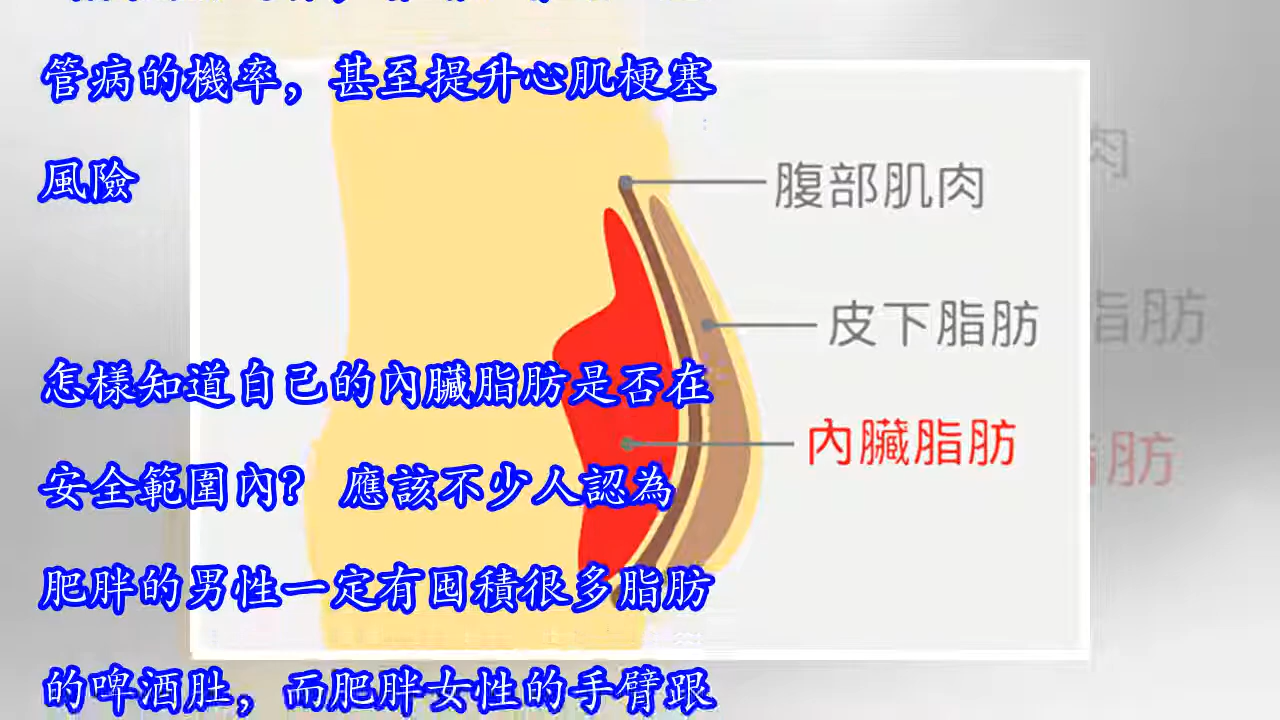 管病的機率，甚至提升心肌梗塞
風險
怎樣知道自己的內臟脂肪是否在
安全範圍內？ 應該不少人認為
肥胖的男性一定有囤積很多脂肪
的啤酒肚，而肥胖女性的手臂跟
腹部肌肉
皮下脂肪
內臟脂肪
肉
指肪
肪